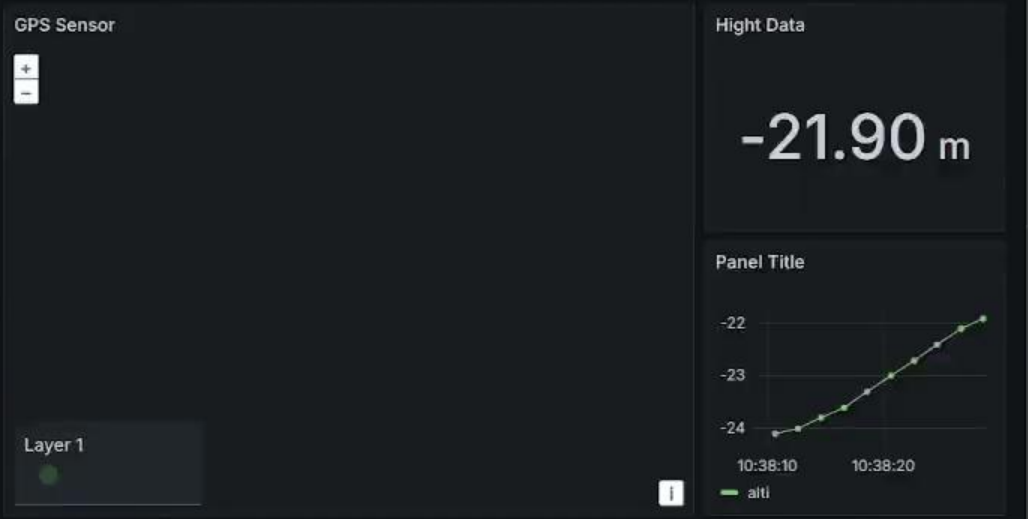 GPS Sensor
+
−
Layer 1
i
Hight Data
-21.90 m
Panel Title
-22
-23
-24
10:38:10 10:38:20
alti